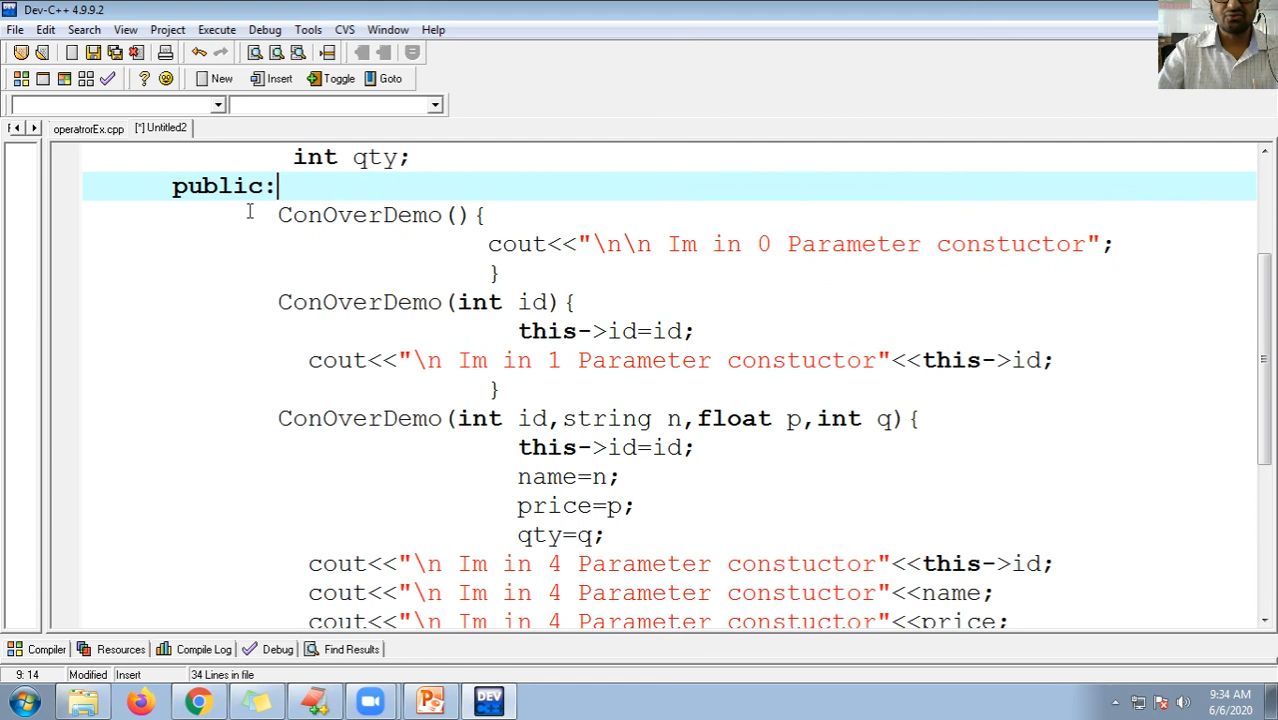 Dev-C++ 4.9.9.2
File Edit Search View Project Execute Debug Tools CVS Window Help
New Insert Toggle Goto
operatrorEx.cpp [*] Untitled2
int qty;
public:
ConOverDemo(){
cout<<"\n\n Im in 0 Parameter constuctor";
}
ConOverDemo(int id){
this->id=id;
cout<<"\n Im in 1 Parameter constuctor"<<this->id;
}
ConOverDemo(int id,string n,float p,int q){
this->id=id;
name=n;
price=p;
qty=q;
cout<<"\n Im in 4 Parameter constuctor"<<this->id;
cout<<"\n Im in 4 Parameter constuctor"<<name;
cout<<"\n Im in 4 Parameter constuctor"<<price;
Compiler Resources Compile Log Debug Find Results
9: 14 Modified Insert 34 Lines in file
DEV C++
9:34 AM
6/6/2020